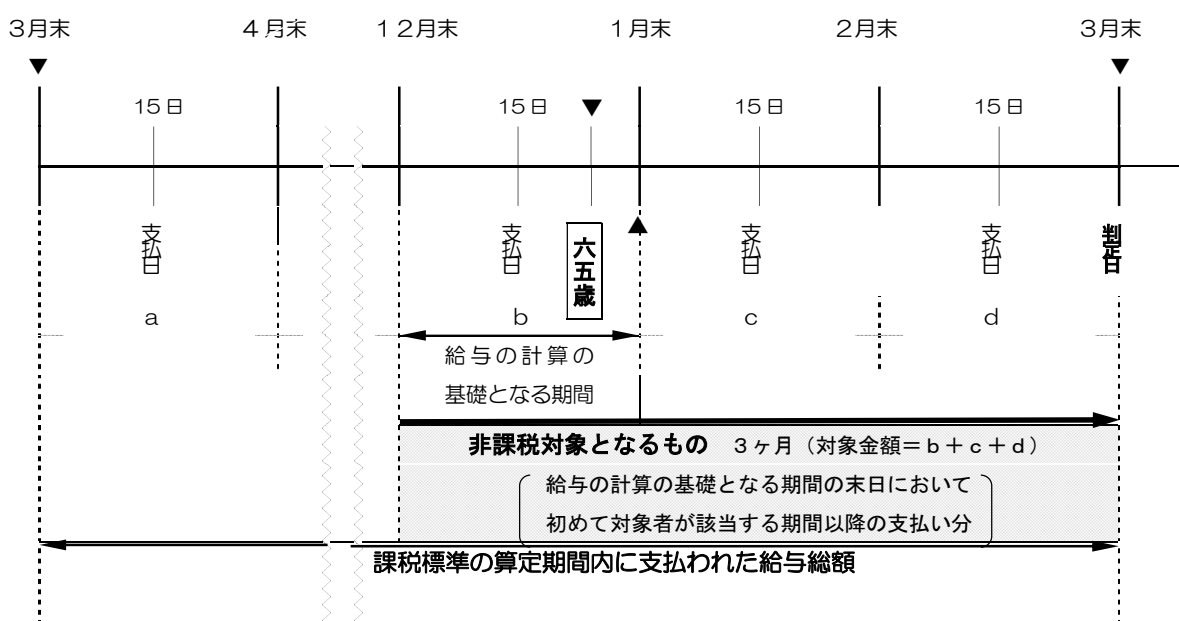 3月末 4月末 12月末 1月末 2月末 3月末
▼ ▼
15日 15日 ▼ 15日 15日
支払日 支払日 六五歳 ▲ 支払日 支払日 判定日
a b c d
給与の計算の
基礎となる期間
非課税対象となるもの 3ヶ月(対象金額=b+c+d)
給与の計算の基礎となる期間の末日において
初めて対象者が該当する期間以降の支払い分
課税標準の算定期間内に支払われた給与総額